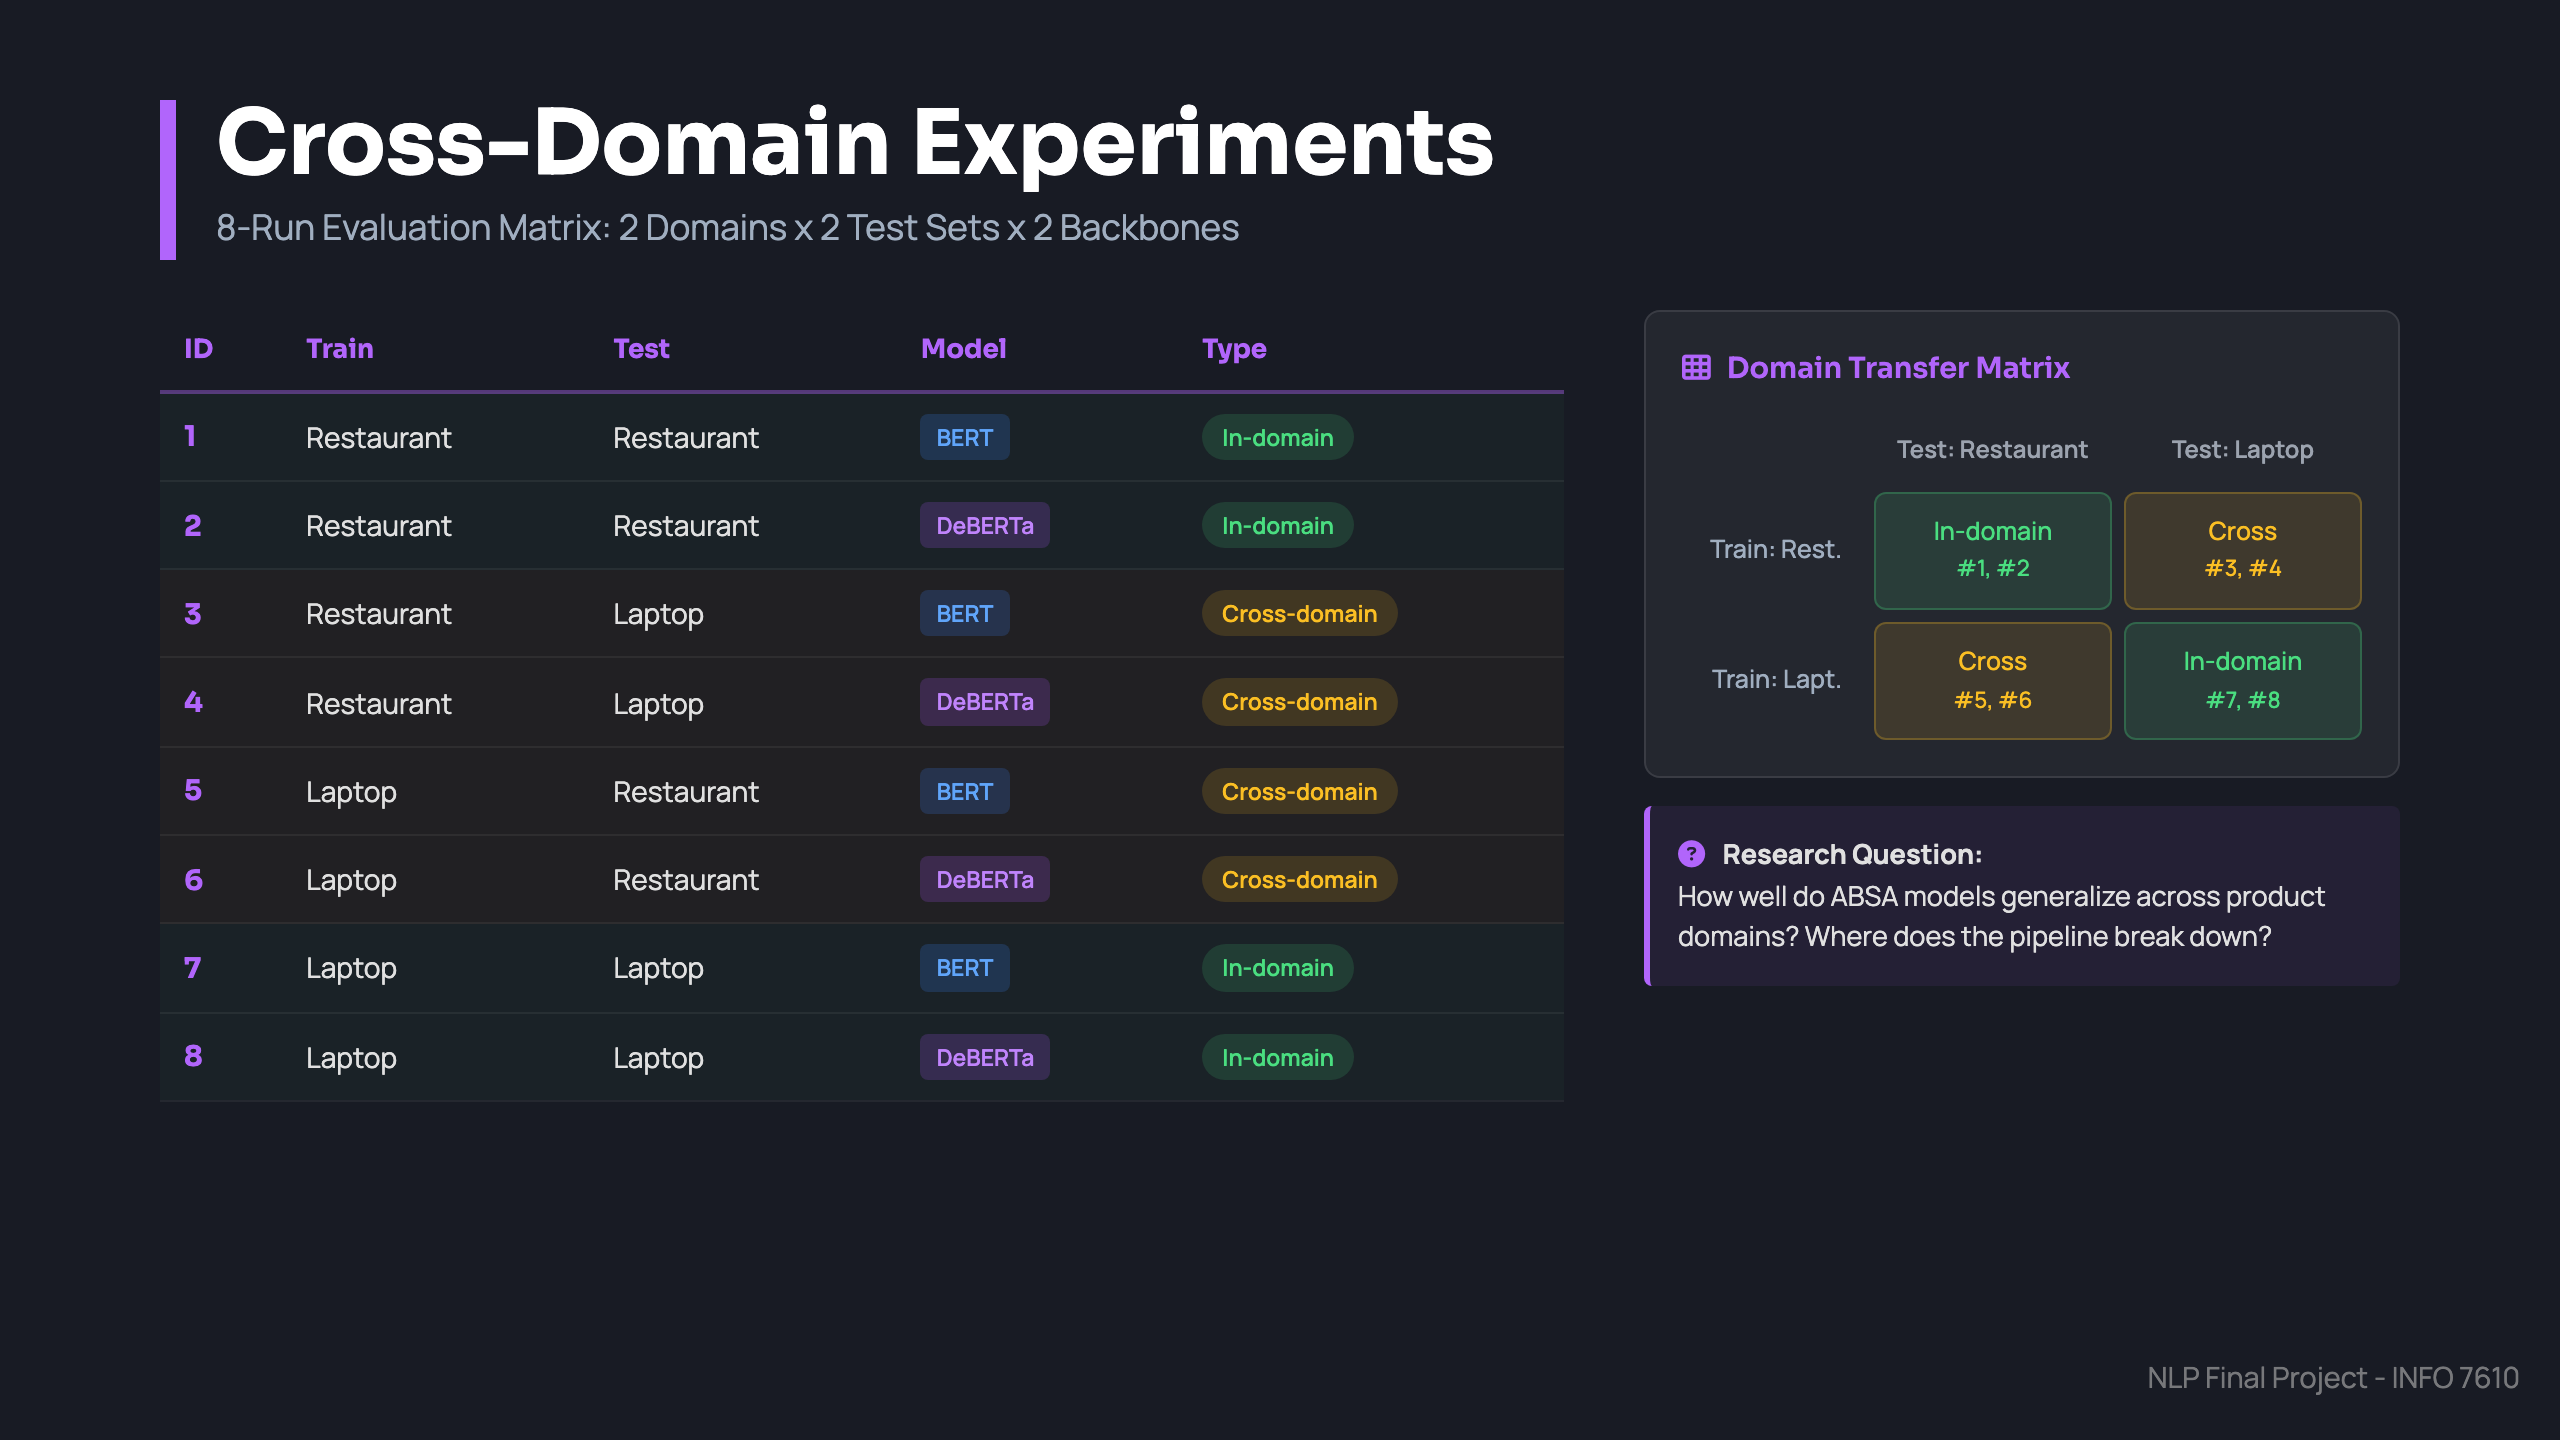 Cross-Domain Experiments
8-Run Evaluation Matrix: 2 Domains x 2 Test Sets x 2 Backbones
ID Train Test Model Type
1 Restaurant Restaurant BERT In-domain
2 Restaurant Restaurant DeBERTa In-domain
3 Restaurant Laptop BERT Cross-domain
4 Restaurant Laptop DeBERTa Cross-domain
5 Laptop Restaurant BERT Cross-domain
6 Laptop Restaurant DeBERTa Cross-domain
7 Laptop Laptop BERT In-domain
8 Laptop Laptop DeBERTa In-domain
Domain Transfer Matrix
Test: Restaurant Test: Laptop
Train: Rest. In-domain #1, #2 Cross #3, #4
Train: Lapt. Cross #5, #6 In-domain #7, #8
? Research Question:
How well do ABSA models generalize across product
domains? Where does the pipeline break down?
NLP Final Project - INFO 7610